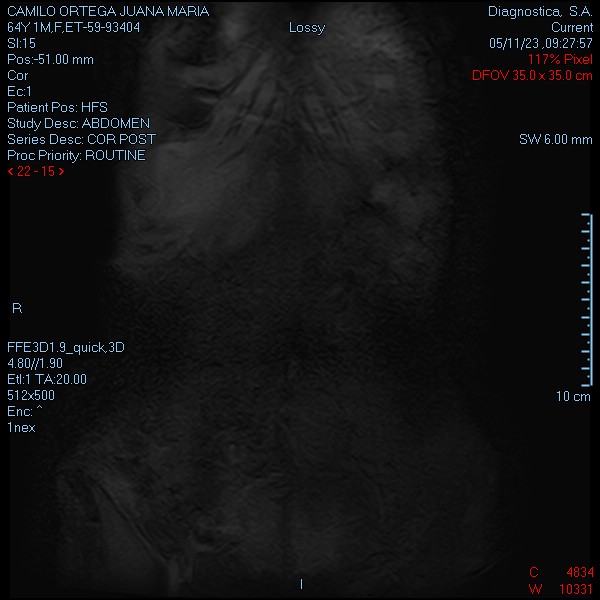 CAMILO ORTEGA JUANA MARIA
64Y 1M,F,ET-59-93404
SI:15
Pos:-51.00 mm
Cor
Ec:1
Patient Pos: HFS
Study Desc: ABDOMEN
Series Desc: COR POST
Proc Priority: ROUTINE
< 22 - 15 >
Lossy
Diagnostica, S.A.
Current
05/11/23 ,09:27:57
117% Pixel
DFOV 35.0 x 35.0 cm
SW 6.00 mm
R
FFE3D1.9_quick,3D
4.80//1.90
Etl:1 TA:20.00
512x500
Enc: ^
1nex
10 cm
I
C 4834
W 10331